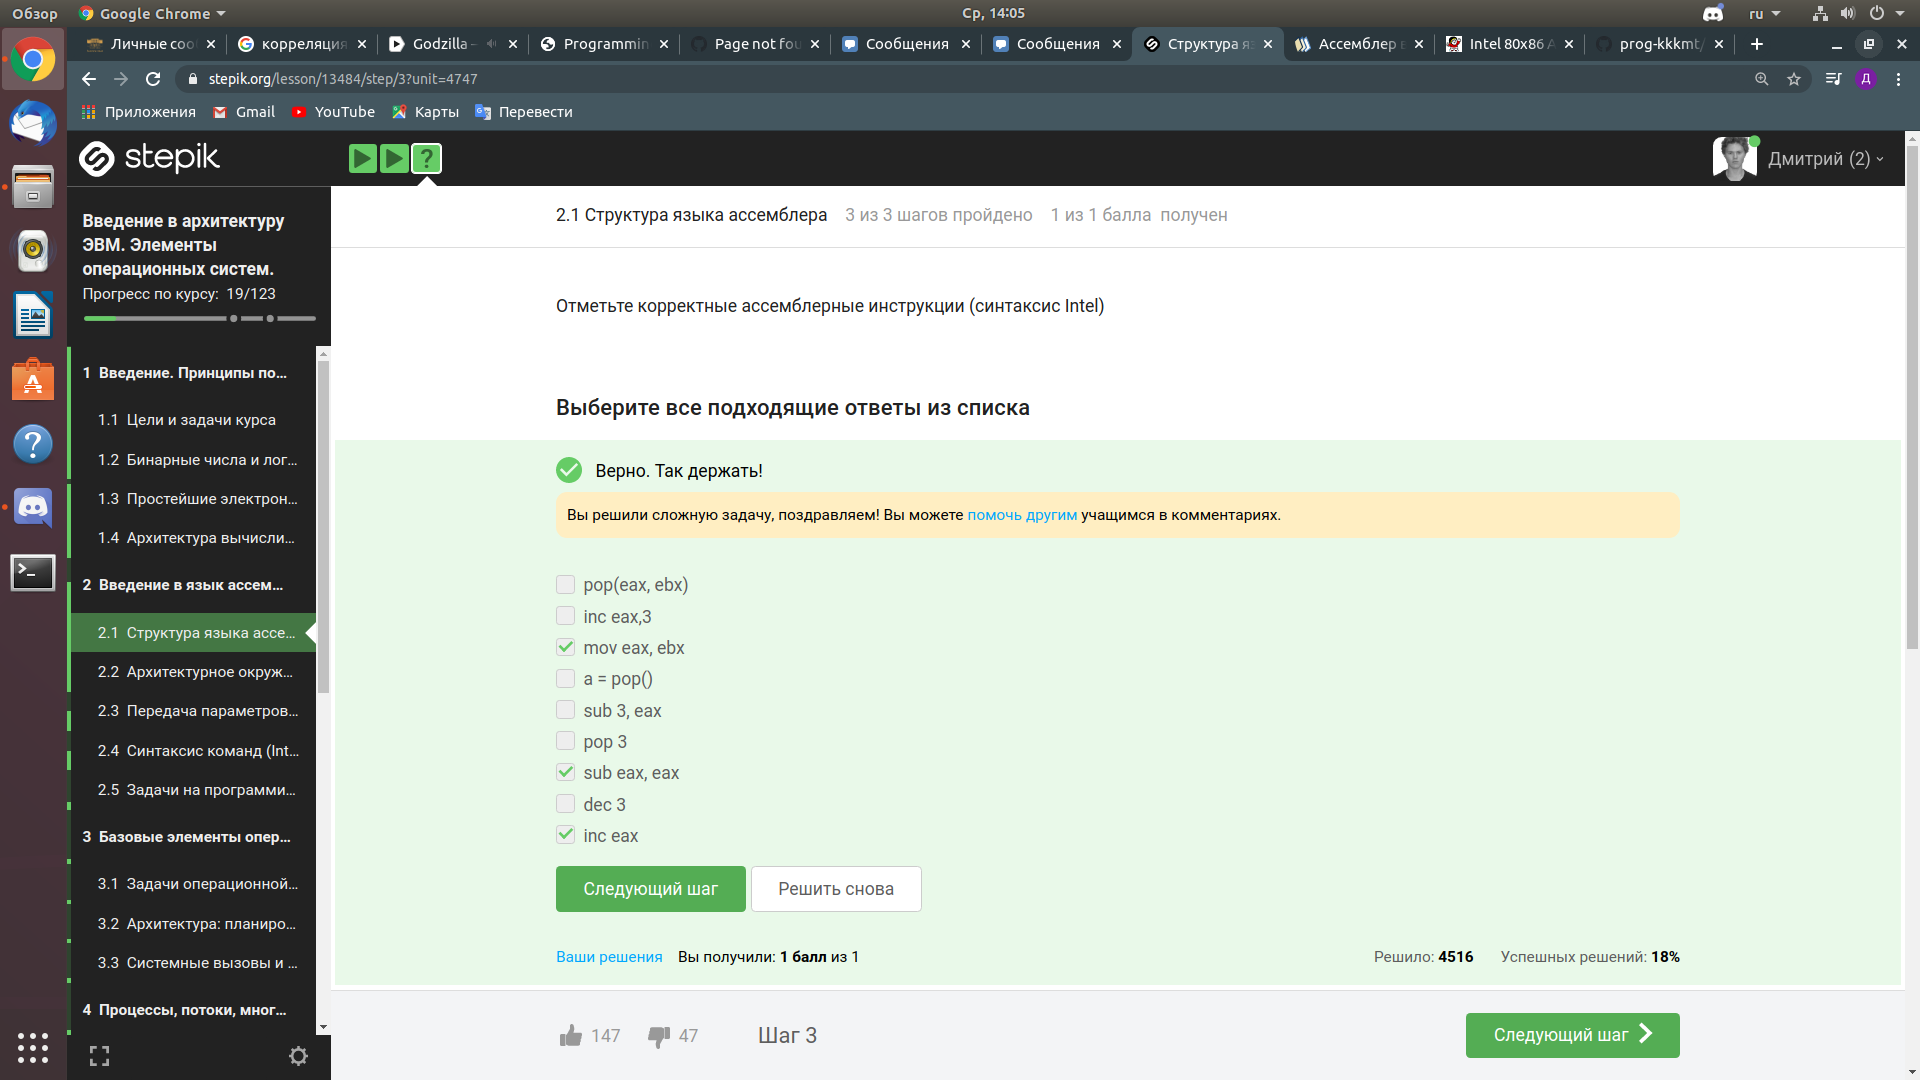 Обзор
Google Chrome
Ср, 14:05
ru
Личные соо
корреляция
Godzilla –
Programmin
Page not fou
Сообщения
Сообщения
Структура я
Ассемблер в
Intel 80x86 A
prog-kkkmt/
stepik.org/lesson/13484/step/3?unit=4747
Д
Приложения
Gmail
YouTube
Карты
Перевести
stepik
?
Дмитрий (2)
Введение в архитектуру
ЭВМ. Элементы
операционных систем.
Прогресс по курсу: 19/123
1 Введение. Принципы по...
1.1 Цели и задачи курса
1.2 Бинарные числа и лог...
1.3 Простейшие электрон...
1.4 Архитектура вычисли...
2 Введение в язык ассем...
2.1 Структура языка ассе...
2.2 Архитектурное окруж...
2.3 Передача параметров...
2.4 Синтаксис команд (Int...
2.5 Задачи на программи...
3 Базовые элементы опер...
3.1 Задачи операционной...
3.2 Архитектура: планиро...
3.3 Системные вызовы и ...
4 Процессы, потоки, мног...
2.1 Структура языка ассемблера 3 из 3 шагов пройдено 1 из 1 балла получен
Отметьте корректные ассемблерные инструкции (синтаксис Intel)
Выберите все подходящие ответы из списка
Верно. Так держать!
Вы решили сложную задачу, поздравляем! Вы можете помочь другим учащимся в комментариях.
pop(eax, ebx)
inc eax,3
mov eax, ebx
a = pop()
sub 3, eax
pop 3
sub eax, eax
dec 3
inc eax
Следующий шаг
Решить снова
Ваши решения Вы получили: 1 балл из 1
Решило: 4516 Успешных решений: 18%
147
47
Шаг 3
Следующий шаг